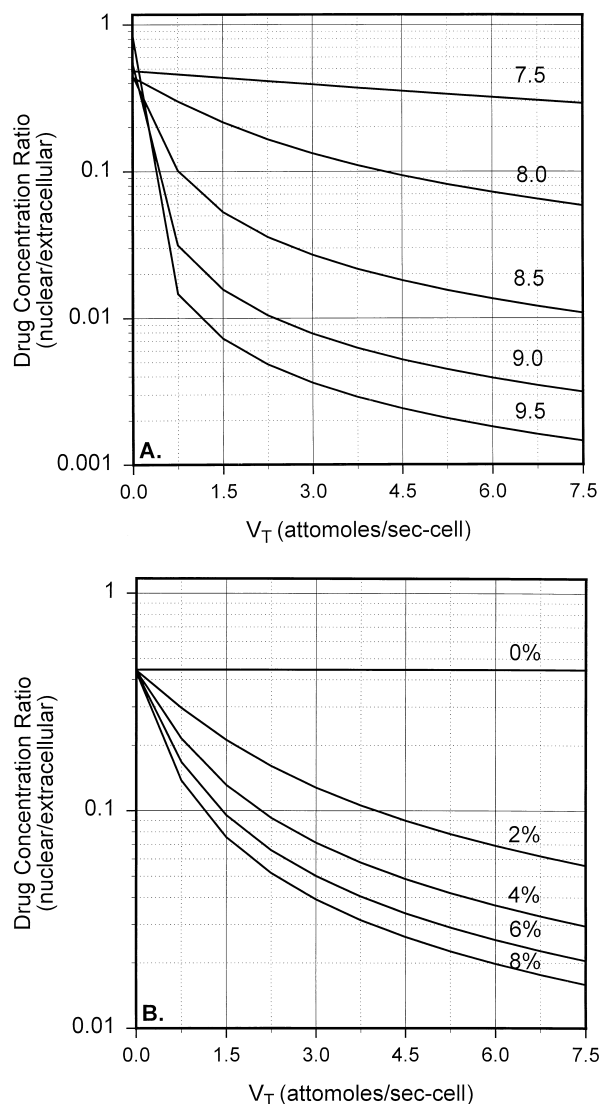 1
7.5
0.1
8.0
8.5
0.01
9.0
9.5
A.
0.001
0.0 1.5 3.0 4.5 6.0 7.5
Drug Concentration Ratio
(nuclear/extracellular)
V_T (attomoles/sec-cell)
1
0%
0.1
2%
4%
6%
8%
B.
0.01
0.0 1.5 3.0 4.5 6.0 7.5
Drug Concentration Ratio
(nuclear/extracellular)
V_T (attomoles/sec-cell)